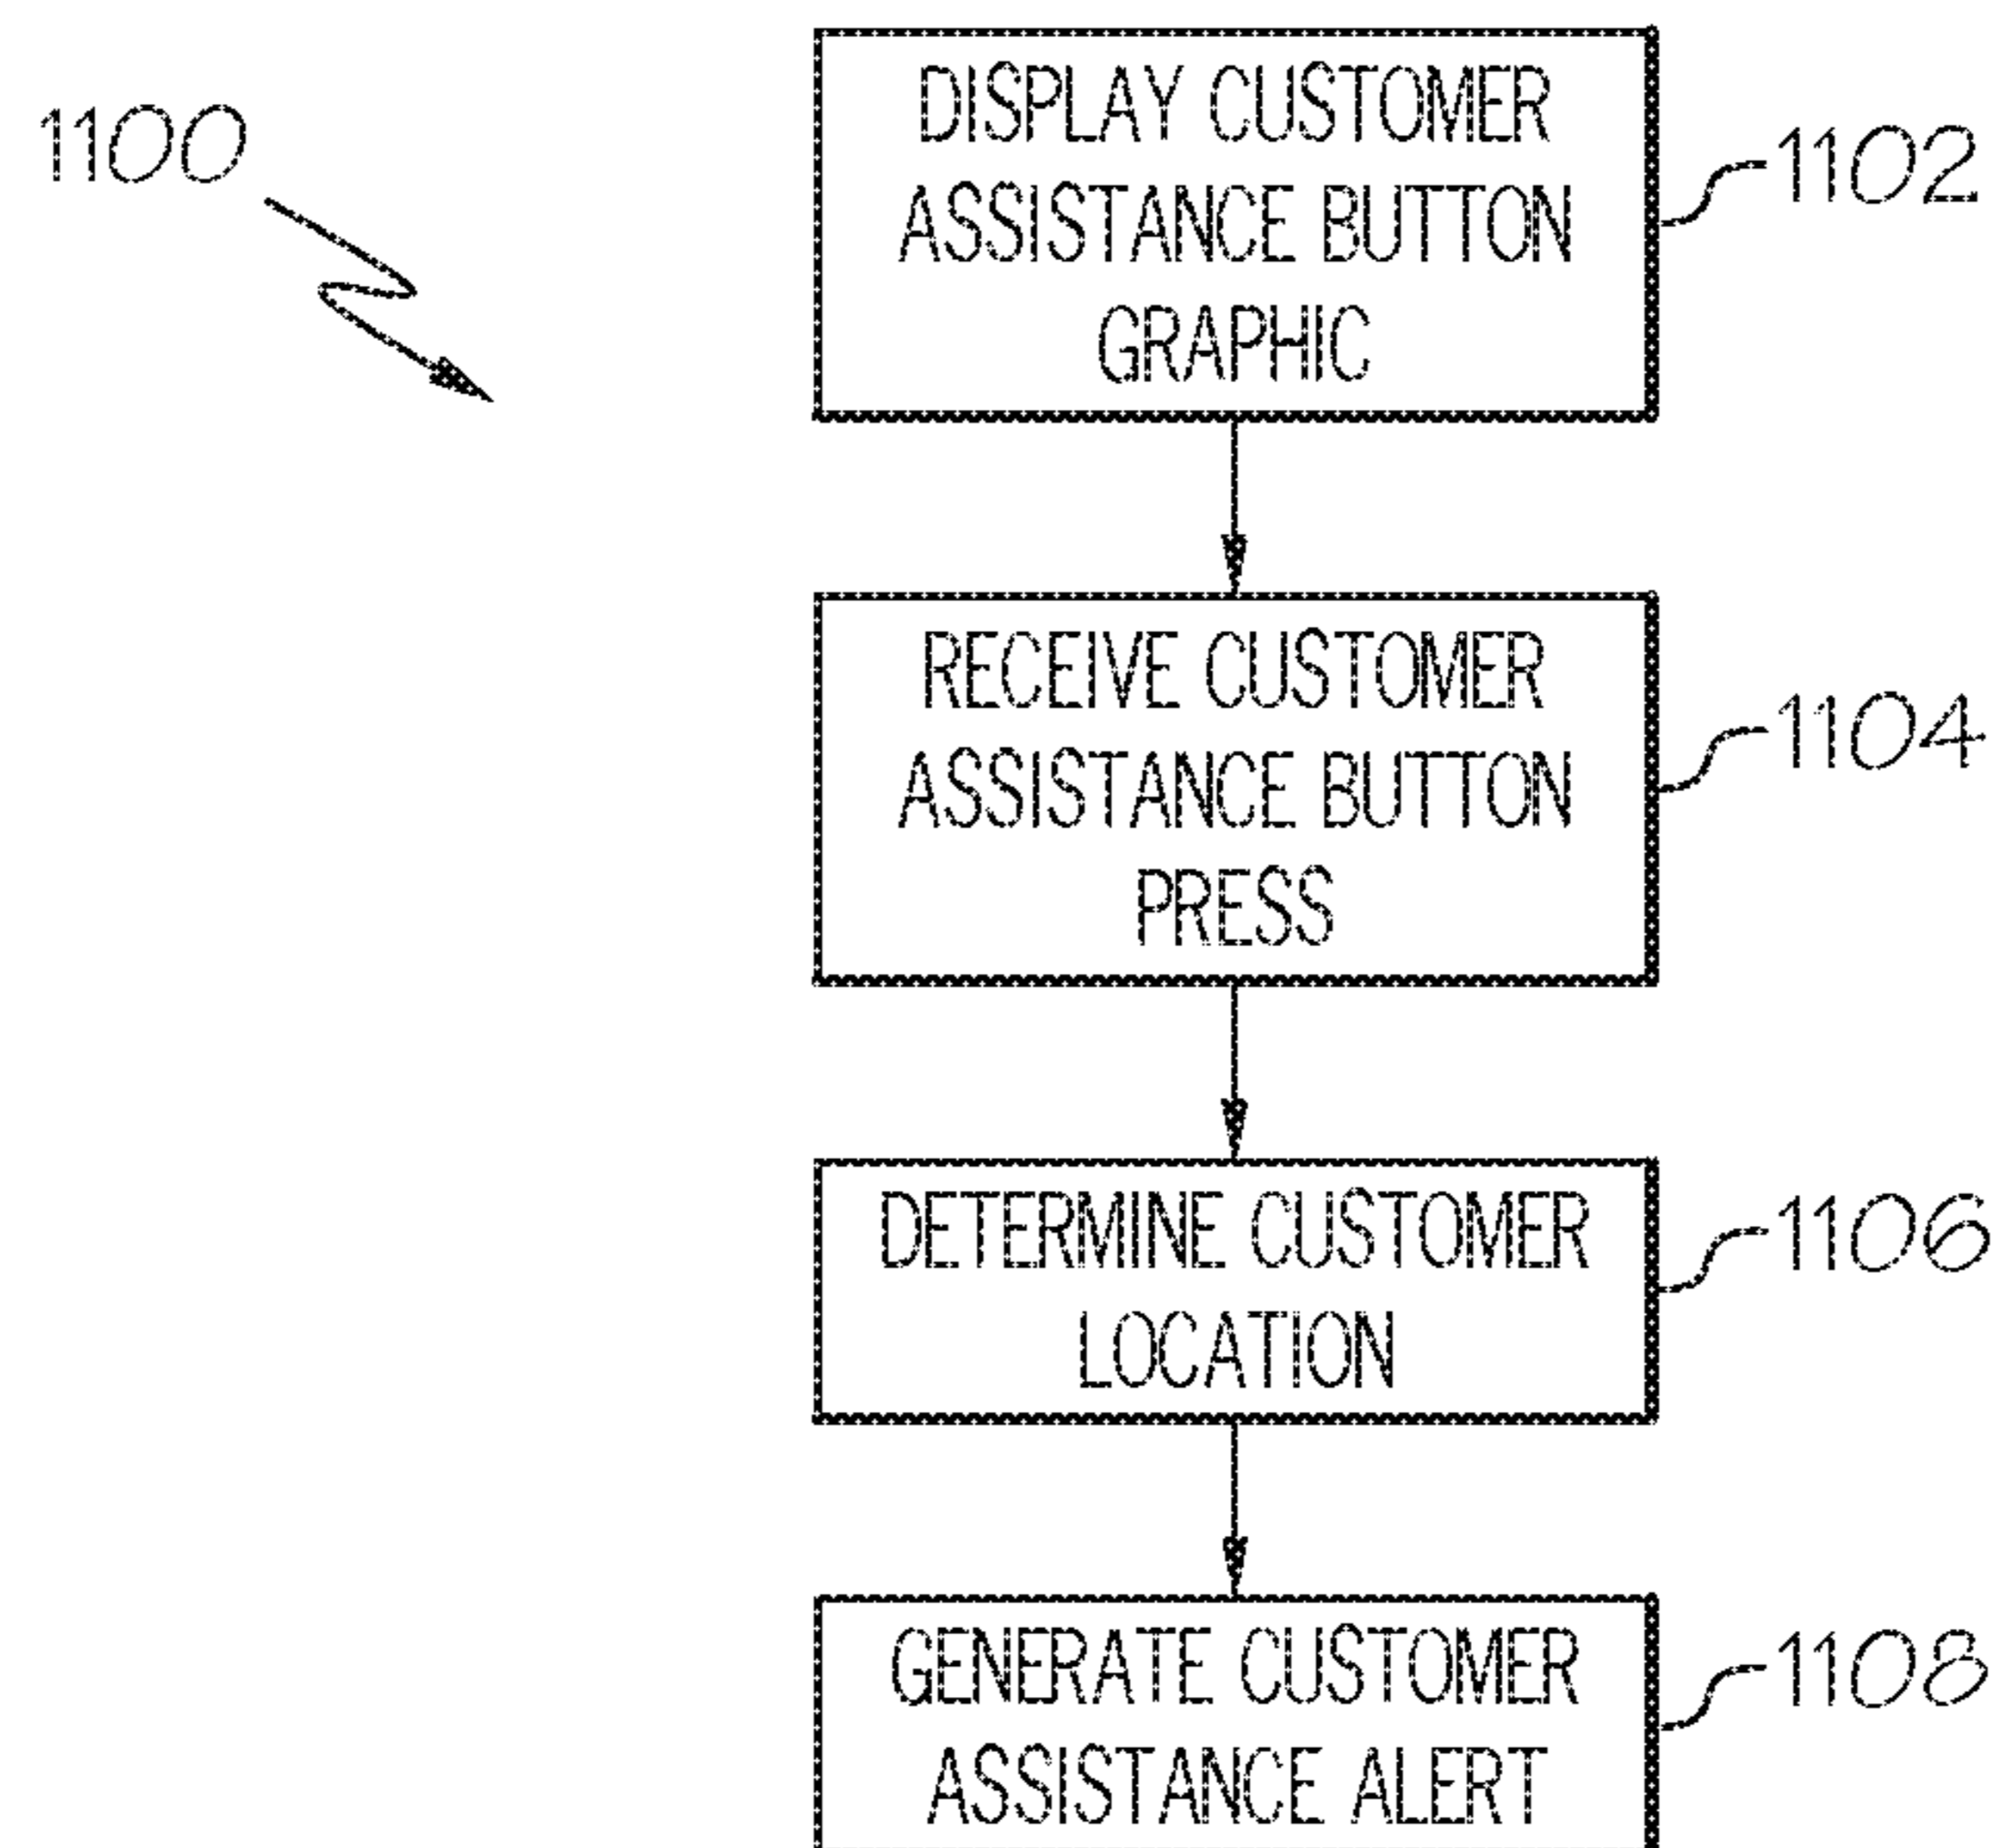 1100
DISPLAY CUSTOMER
ASSISTANCE BUTTON
GRAPHIC
1102
RECEIVE CUSTOMER
ASSISTANCE BUTTON
PRESS
1104
DETERMINE CUSTOMER
LOCATION
1106
GENERATE CUSTOMER
ASSISTANCE ALERT
1108